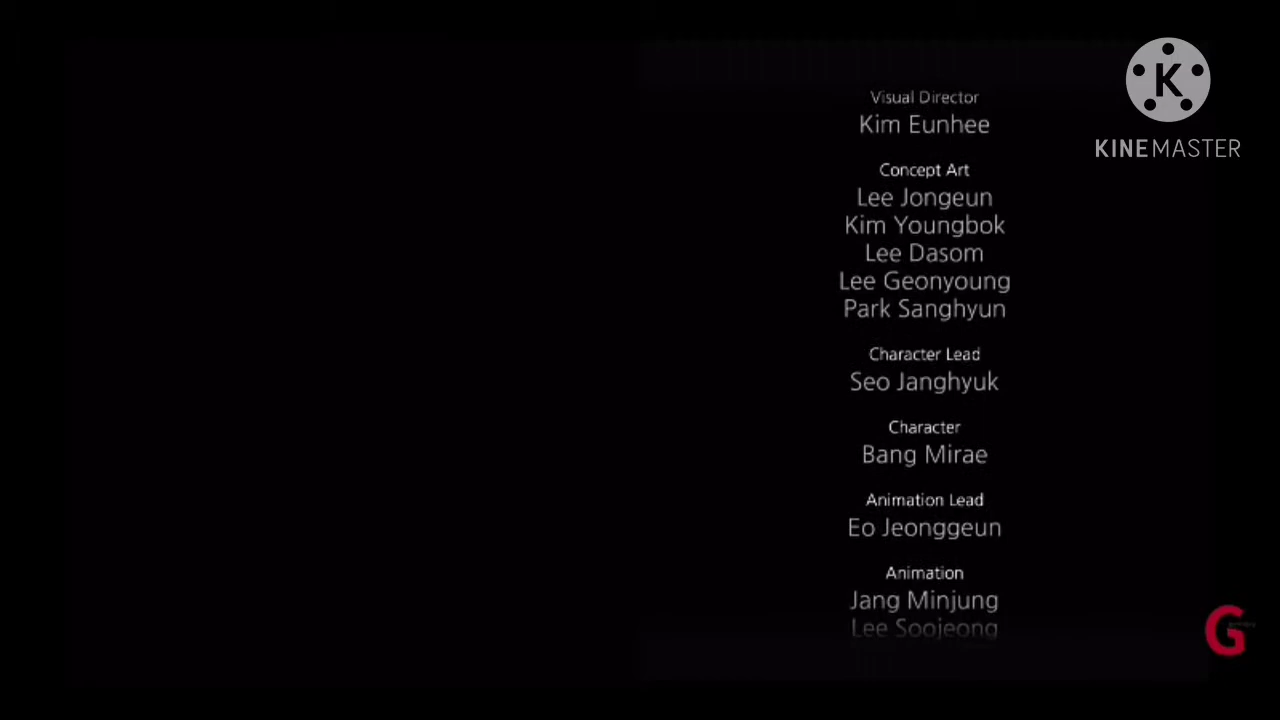 Visual Director
Kim Eunhee
Concept Art
Lee Jongeun
Kim Youngbok
Lee Dasom
Lee Geonyoung
Park Sanghyun
Character Lead
Seo Janghyuk
Character
Bang Mirae
Animation Lead
Eo Jeonggeun
Animation
Jang Minjung
Lee Soojeong
K
KINEMASTER
G